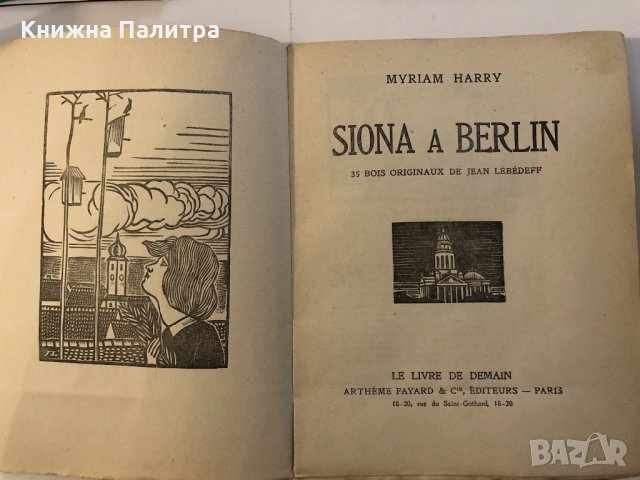 Книжна Палитра
MYRIAM HARRY
SIONA A BERLIN
35 BOIS ORIGINAUX DE JEAN LÉBÉDEFF
LE LIVRE DE DEMAIN
ARTHÈME FAYARD & Cie, ÉDITEURS — PARIS
18-20, rue du Saint-Gothard, 18-20
BAZAR